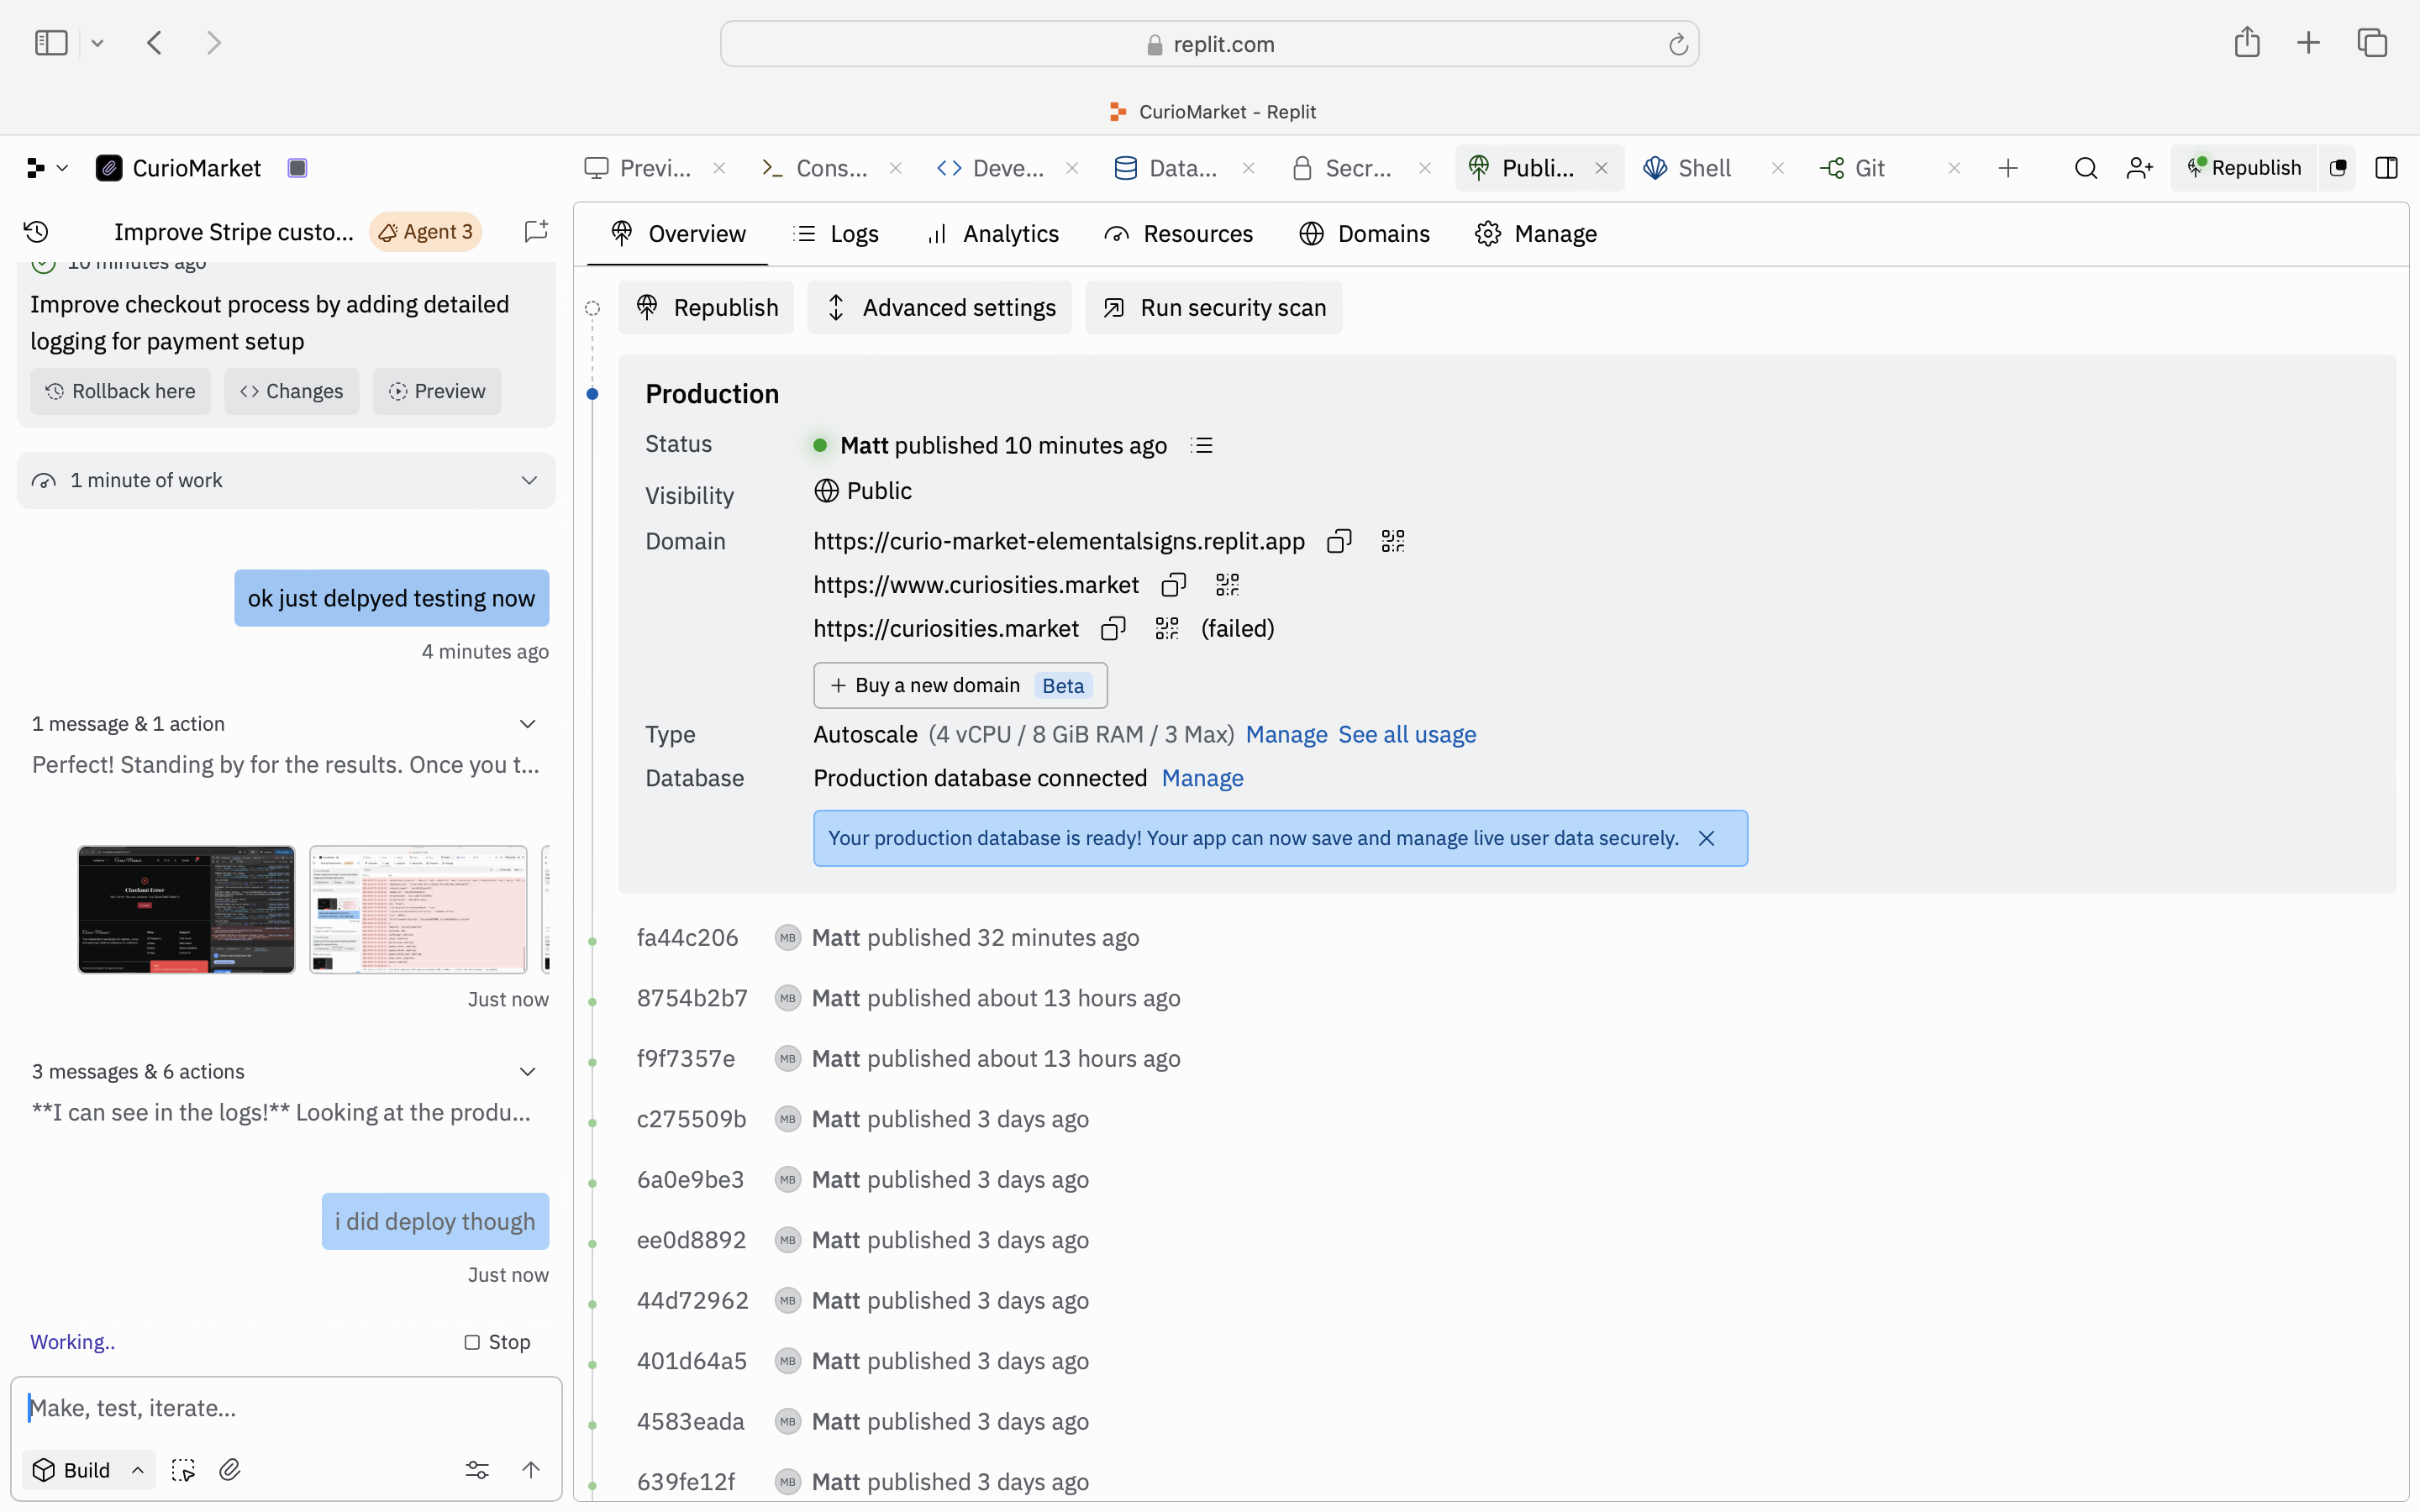 replit.com
CurioMarket - Replit
CurioMarket
Previ...
Cons...
Deve...
Data...
Secr...
Publi...
Shell
Git
Republish
Improve Stripe custo...
Agent 3
10 minutes ago
Improve checkout process by adding detailed
logging for payment setup
Rollback here
Changes
Preview
1 minute of work
ok just delpyed testing now
4 minutes ago
1 message & 1 action
Perfect! Standing by for the results. Once you t...
Checkout Error
Just now
3 messages & 6 actions
**I can see in the logs!** Looking at the produ...
i did deploy though
Just now
Working..
Stop
Make, test, iterate...
Build
Overview
Logs
Analytics
Resources
Domains
Manage
Republish
Advanced settings
Run security scan
Production
Status
Matt published 10 minutes ago
Visibility
Public
Domain
https://curio-market-elementalsigns.replit.app
https://www.curiosities.market
https://curiosities.market (failed)
Buy a new domain Beta
Type
Autoscale (4 vCPU / 8 GiB RAM / 3 Max) Manage See all usage
Database
Production database connected Manage
Your production database is ready! Your app can now save and manage live user data securely.
fa44c206 MB Matt published 32 minutes ago
8754b2b7 MB Matt published about 13 hours ago
f9f7357e MB Matt published about 13 hours ago
c275509b MB Matt published 3 days ago
6a0e9be3 MB Matt published 3 days ago
ee0d8892 MB Matt published 3 days ago
44d72962 MB Matt published 3 days ago
401d64a5 MB Matt published 3 days ago
4583eada MB Matt published 3 days ago
639fe12f MB Matt published 3 days ago